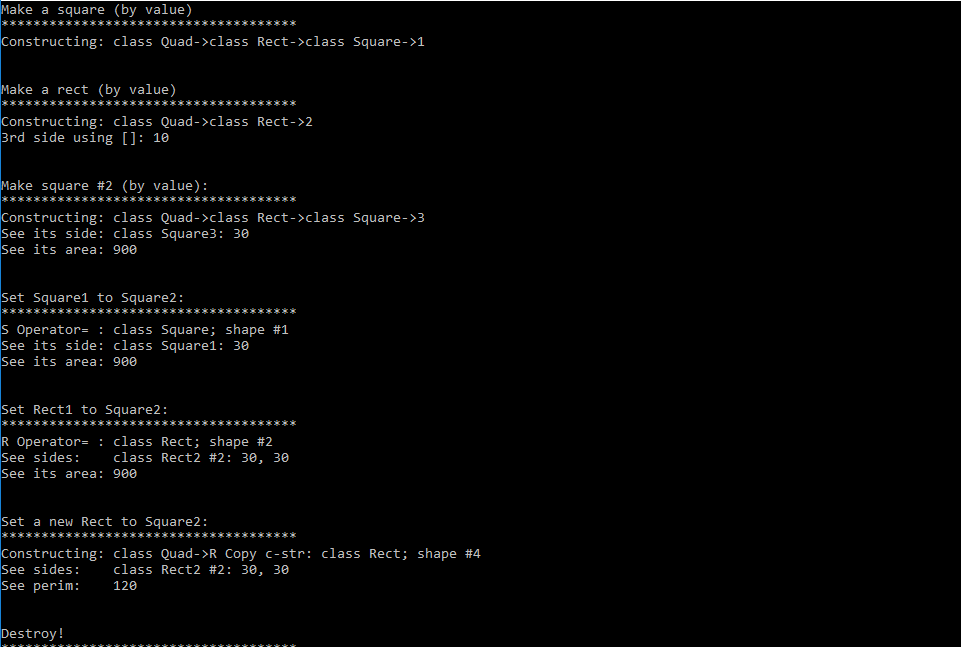 Make a square (by value)
*************************************
Constructing: class Quad->class Rect->class Square->1
Make a rect (by value)
*************************************
Constructing: class Quad->class Rect->2
3rd side using []: 10
Make square #2 (by value):
*************************************
Constructing: class Quad->class Rect->class Square->3
See its side: class Square3: 30
See its area: 900
Set Square1 to Square2:
*************************************
S Operator= : class Square; shape #1
See its side: class Square1: 30
See its area: 900
Set Rect1 to Square2:
*************************************
R Operator= : class Rect; shape #2
See sides:    class Rect2 #2: 30, 30
See its area: 900
Set a new Rect to Square2:
*************************************
Constructing: class Quad->R Copy c-str: class Rect; shape #4
See sides:    class Rect2 #2: 30, 30
See perim:    120
Destroy!
*************************************